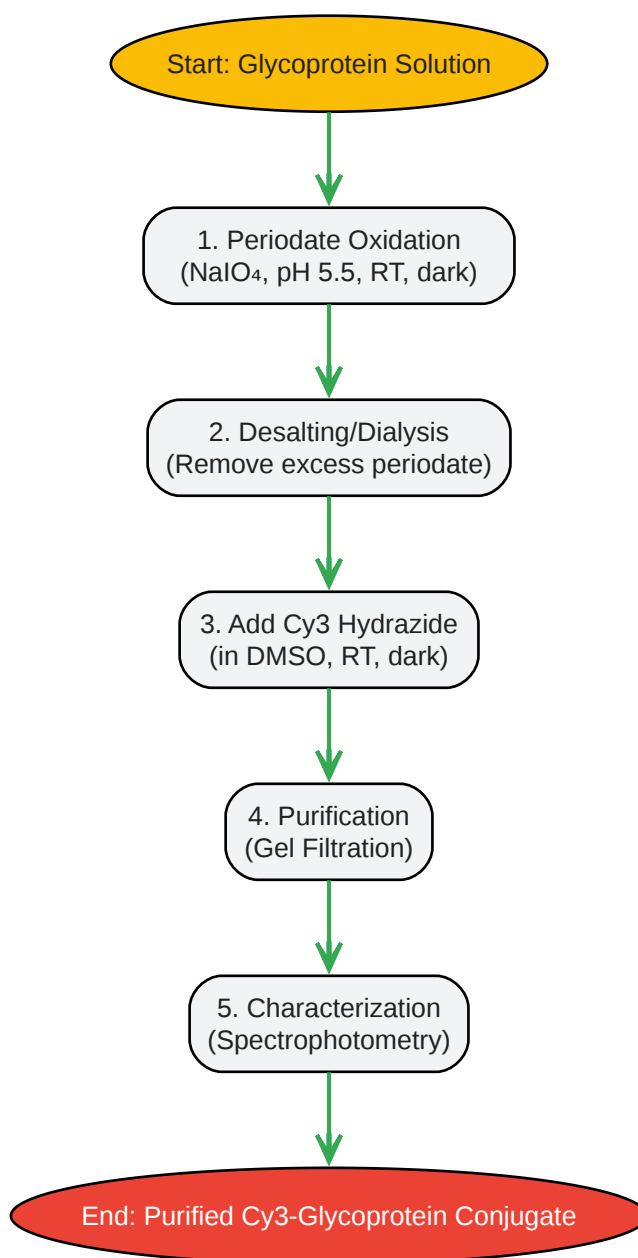 Start: Glycoprotein Solution
1. Periodate Oxidation
(NaIO₄, pH 5.5, RT, dark)
2. Desalting/Dialysis
(Remove excess periodate)
3. Add Cy3 Hydrazide
(in DMSO, RT, dark)
4. Purification
(Gel Filtration)
5. Characterization
(Spectrophotometry)
End: Purified Cy3-Glycoprotein Conjugate